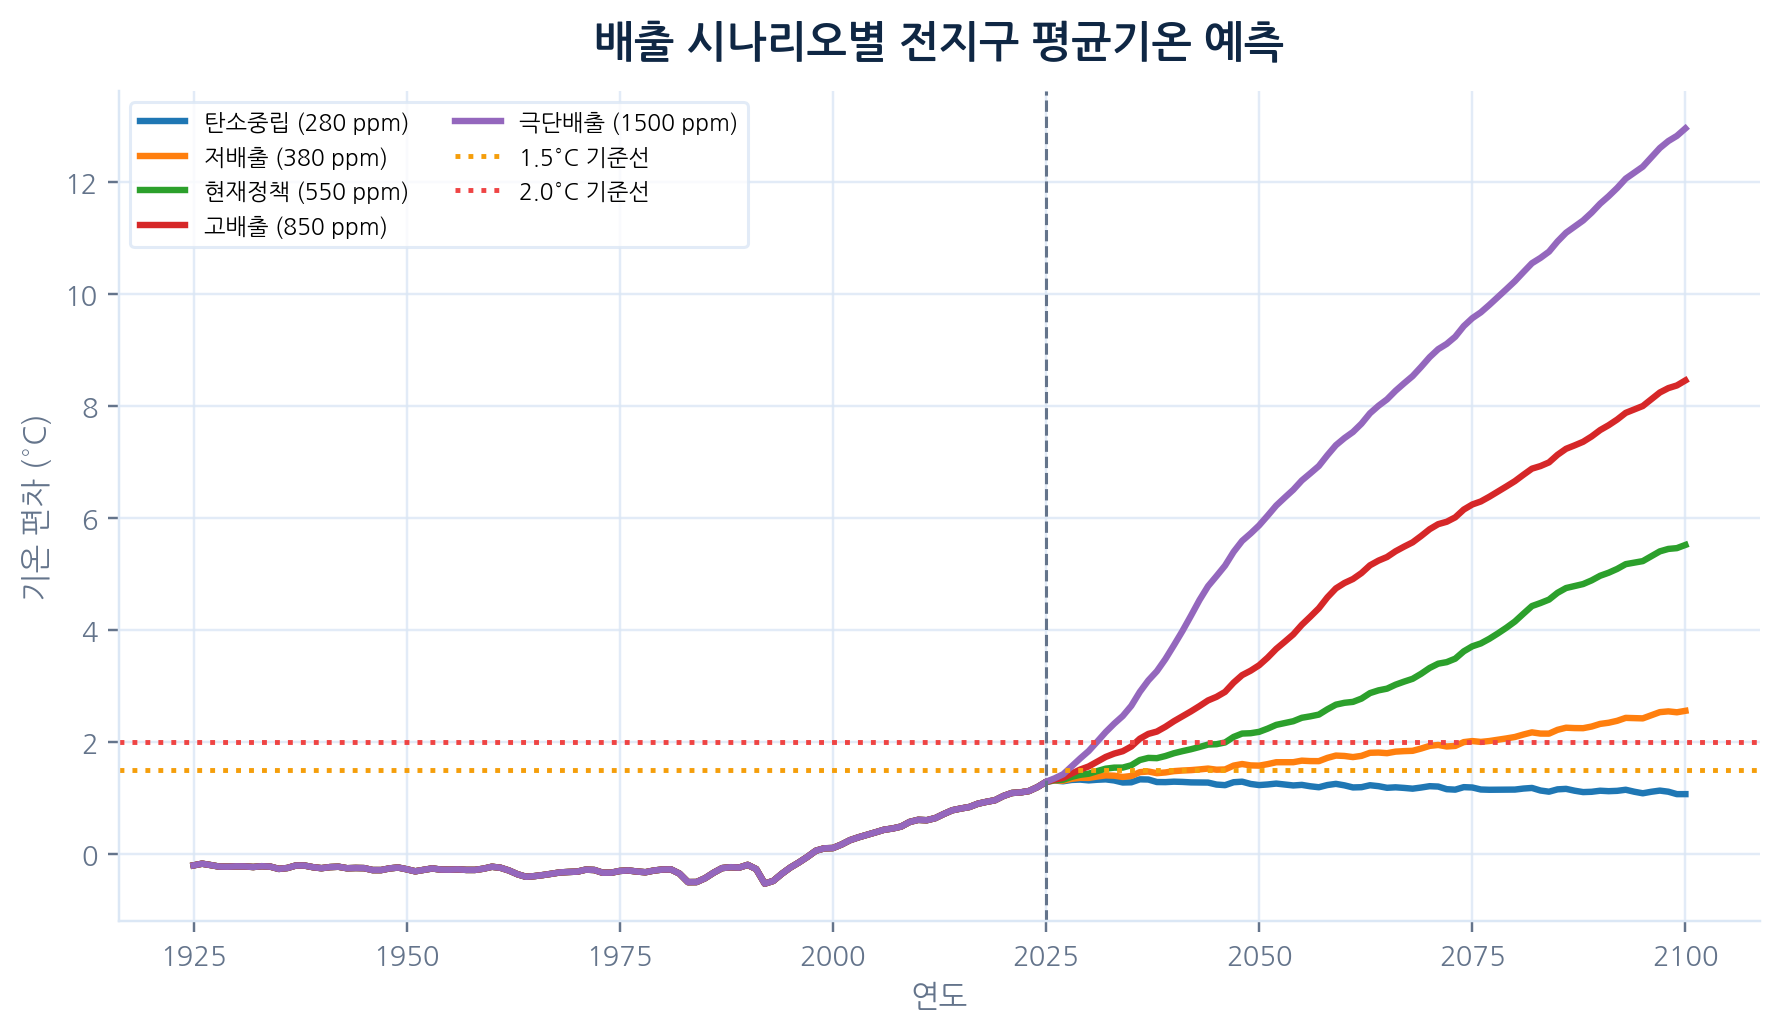 배출 시나리오별 전지구 평균기온 예측
탄소중립 (280 ppm)
저배출 (380 ppm)
현재정책 (550 ppm)
고배출 (850 ppm)
극단배출 (1500 ppm)
1.5°C 기준선
2.0°C 기준선
기온 편차 (°C)
12
10
8
6
4
2
0
1925
1950
1975
2000
2025
2050
2075
2100
연도